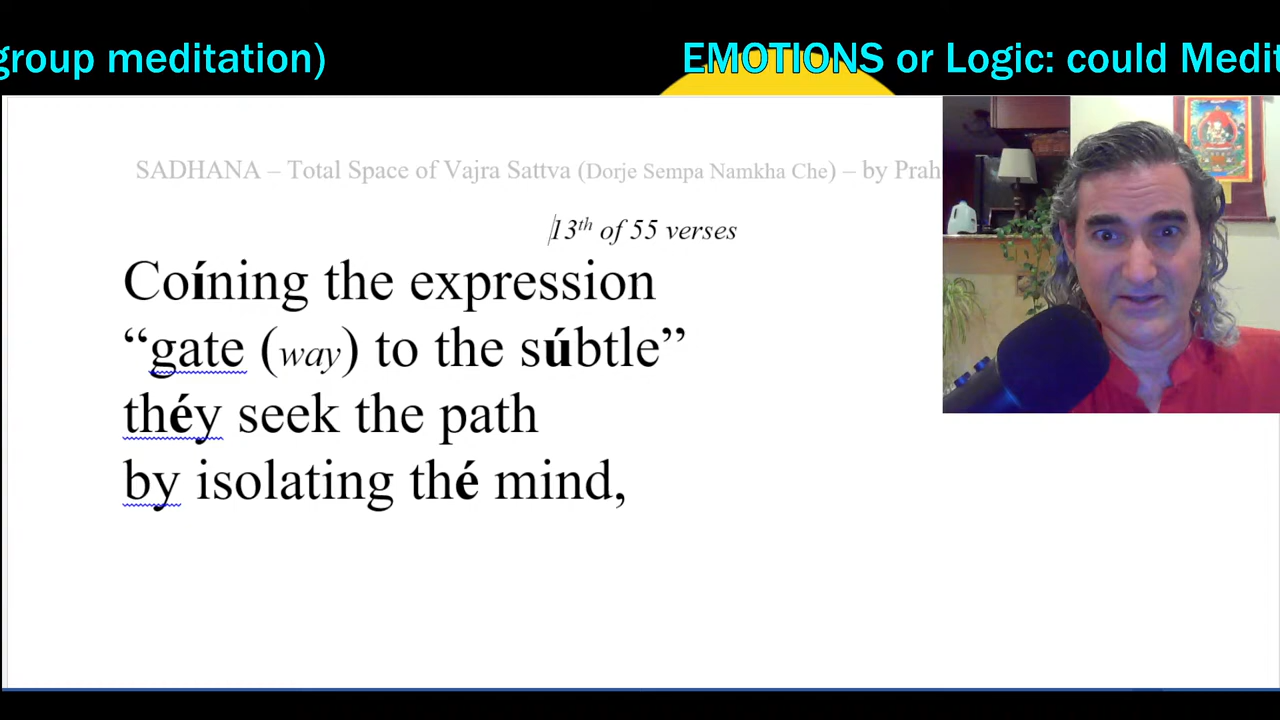 group meditation)
EMOTIONS or Logic: could Medit
SADHANA – Total Space of Vajra Sattva (Dorje Sempa Namkha Che) – by Prah
13th of 55 verses
Coíning the expression
“gate (way) to the súbtle”
théy seek the path
by isolating thé mind,